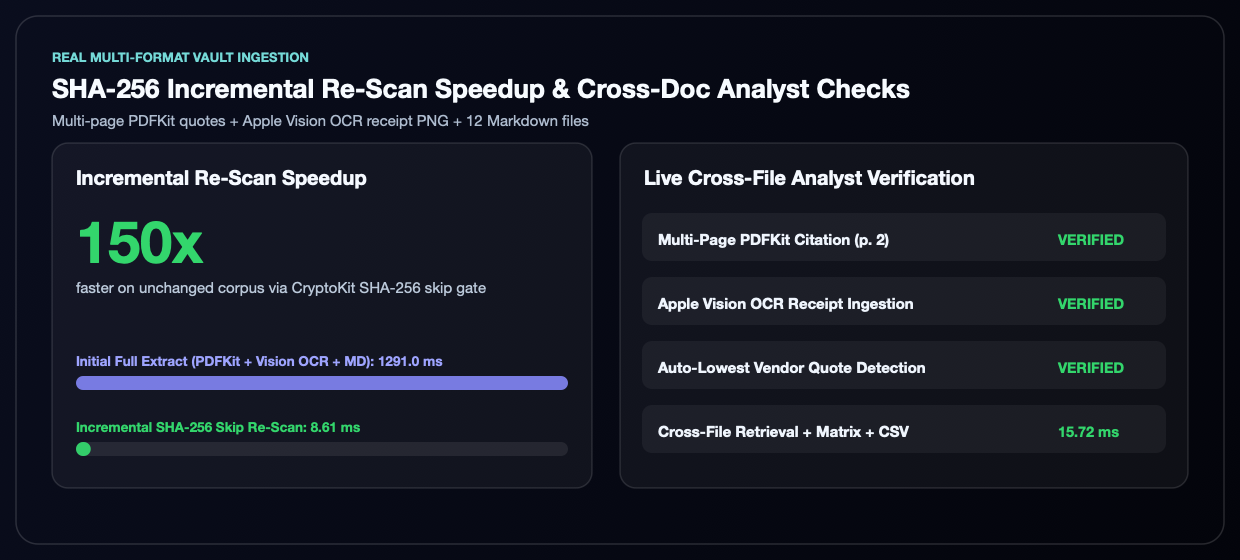 REAL MULTI-FORMAT VAULT INGESTION
SHA-256 Incremental Re-Scan Speedup & Cross-Doc Analyst Checks
Multi-page PDFKit quotes + Apple Vision OCR receipt PNG + 12 Markdown files
Incremental Re-Scan Speedup
150x
faster on unchanged corpus via CryptoKit SHA-256 skip gate
Initial Full Extract (PDFKit + Vision OCR + MD): 1291.0 ms
Incremental SHA-256 Skip Re-Scan: 8.61 ms
Live Cross-File Analyst Verification
Multi-Page PDFKit Citation (p. 2) VERIFIED
Apple Vision OCR Receipt Ingestion VERIFIED
Auto-Lowest Vendor Quote Detection VERIFIED
Cross-File Retrieval + Matrix + CSV 15.72 ms